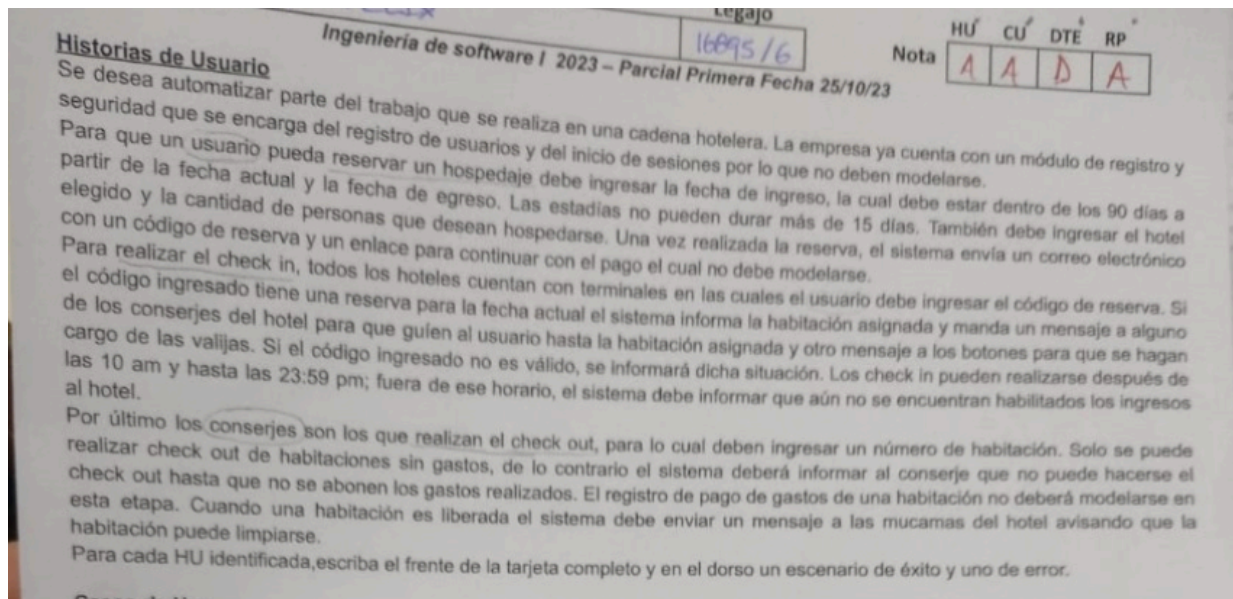 Legajo
16895/6
HU CU DTE RP
Nota A A D A
Ingeniería de software I 2023 – Parcial Primera Fecha 25/10/23
Historias de Usuario
Se desea automatizar parte del trabajo que se realiza en una cadena hotelera. La empresa ya cuenta con un módulo de registro y
seguridad que se encarga del registro de usuarios y del inicio de sesiones por lo que no deben modelarse.
Para que un usuario pueda reservar un hospedaje debe ingresar la fecha de ingreso, la cual debe estar dentro de los 90 días a
partir de la fecha actual y la fecha de egreso. Las estadías no pueden durar más de 15 días. También debe ingresar el hotel
elegido y la cantidad de personas que desean hospedarse. Una vez realizada la reserva, el sistema envía un correo electrónico
con un código de reserva y un enlace para continuar con el pago el cual no debe modelarse.
Para realizar el check in, todos los hoteles cuentan con terminales en las cuales el usuario debe ingresar el código de reserva. Si
el código ingresado tiene una reserva para la fecha actual el sistema informa la habitación asignada y manda un mensaje a alguno
de los conserjes del hotel para que guíen al usuario hasta la habitación asignada y otro mensaje a los botones para que se hagan
cargo de las valijas. Si el código ingresado no es válido, se informará dicha situación. Los check in pueden realizarse después de
las 10 am y hasta las 23:59 pm; fuera de ese horario, el sistema debe informar que aún no se encuentran habilitados los ingresos
al hotel.
Por último los conserjes son los que realizan el check out, para lo cual deben ingresar un número de habitación. Solo se puede
realizar check out de habitaciones sin gastos, de lo contrario el sistema deberá informar al conserje que no puede hacerse el
check out hasta que no se abonen los gastos realizados. El registro de pago de gastos de una habitación no deberá modelarse en
esta etapa. Cuando una habitación es liberada el sistema debe enviar un mensaje a las mucamas del hotel avisando que la
habitación puede limpiarse.
Para cada HU identificada,escriba el frente de la tarjeta completo y en el dorso un escenario de éxito y uno de error.